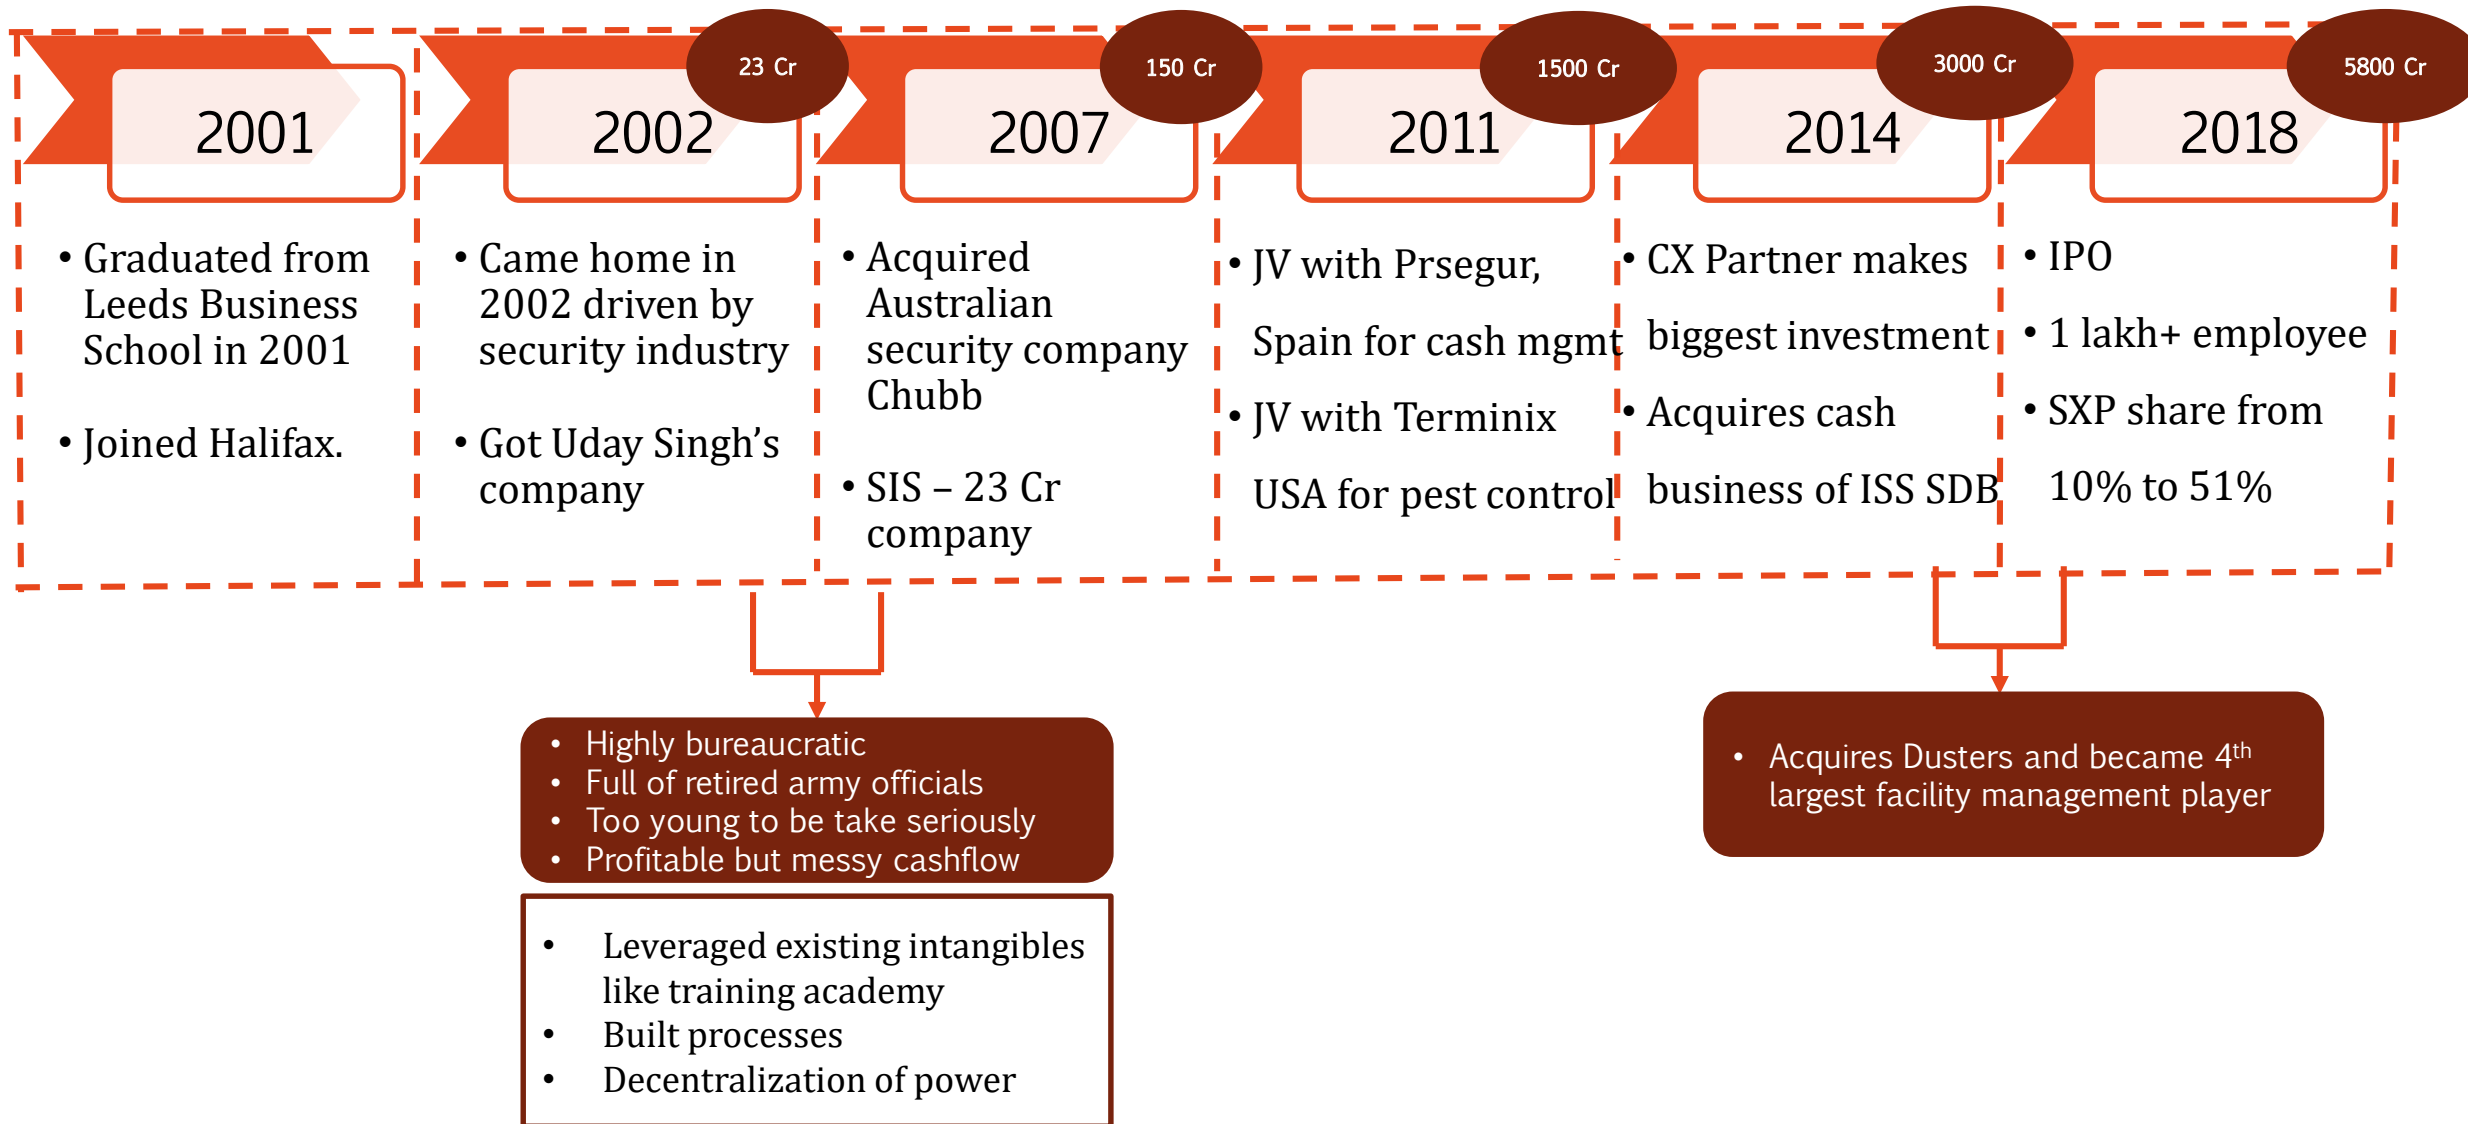 2001
• Graduated from
Leeds Business
School in 2001
• Joined Halifax.
23 Cr
2002
• Came home in
2002 driven by
security industry
• Got Uday Singh’s
company
150 Cr
2007
• Acquired
Australian
security company
Chubb
• SIS – 23 Cr
company
1500 Cr
2011
• JV with Prsegur,
Spain for cash mgmt
• JV with Terminix
USA for pest control
3000 Cr
2014
• CX Partner makes
biggest investment
• Acquires cash
business of ISS SDB
5800 Cr
2018
• IPO
• 1 lakh+ employee
• SXP share from
10% to 51%
• Highly bureaucratic
• Full of retired army officials
• Too young to be take seriously
• Profitable but messy cashflow
• Leveraged existing intangibles
like training academy
• Built processes
• Decentralization of power
• Acquires Dusters and became 4th
largest facility management player